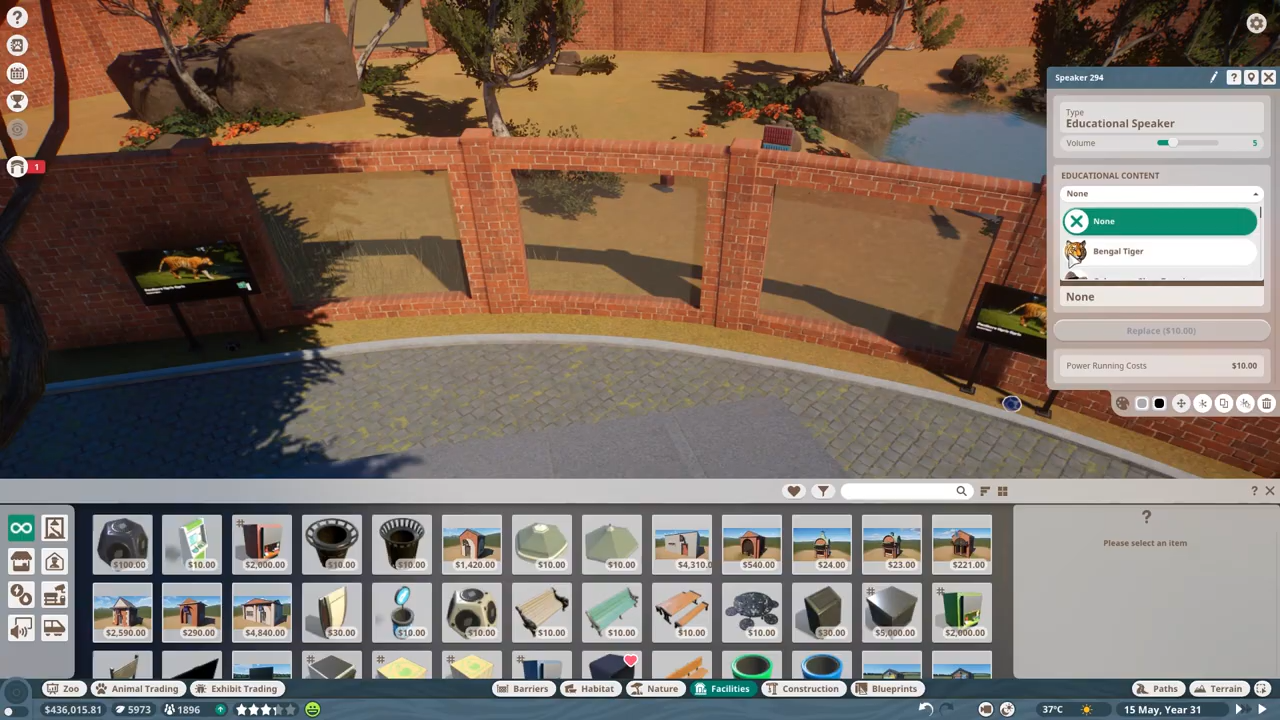 1
Speaker 294
?
Type
Educational Speaker
Volume 5
EDUCATIONAL CONTENT
None
None
Bengal Tiger
None
Replace ($10.00)
Power Running Costs $10.00
?
?
Please select an item
$100.00 $10.00 $2,000.00 $10.00 $10.00 $1,420.00 $10.00 $10.00 $4,310.0 $540.00 $24.00 $23.00 $221.00
$2,590.00 $290.00 $4,840.00 $30.00 $10.00 $10.00 $10.00 $10.00 $10.00 $10.00 $30.00 $5,000.00 $2,000.00
Zoo Animal Trading Exhibit Trading Barriers Habitat Nature Facilities Construction Blueprints Paths Terrain
$436,015.81 5973 1896 37°C 15 May, Year 31